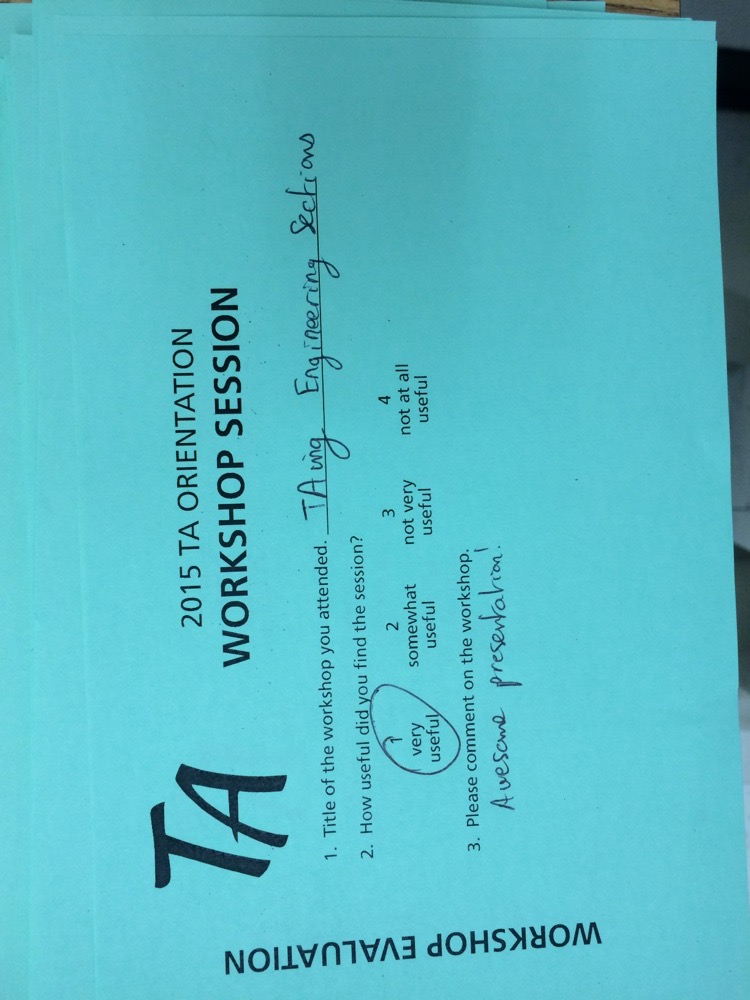 TA
2015 TA ORIENTATION
WORKSHOP SESSION
WORKSHOP EVALUATION
1. Title of the workshop you attended. TAing Engineering Sections
2. How useful did you find the session?
1 2 3 4
very somewhat not very not at all
useful useful useful useful
3. Please comment on the workshop.
Awesome presentation!